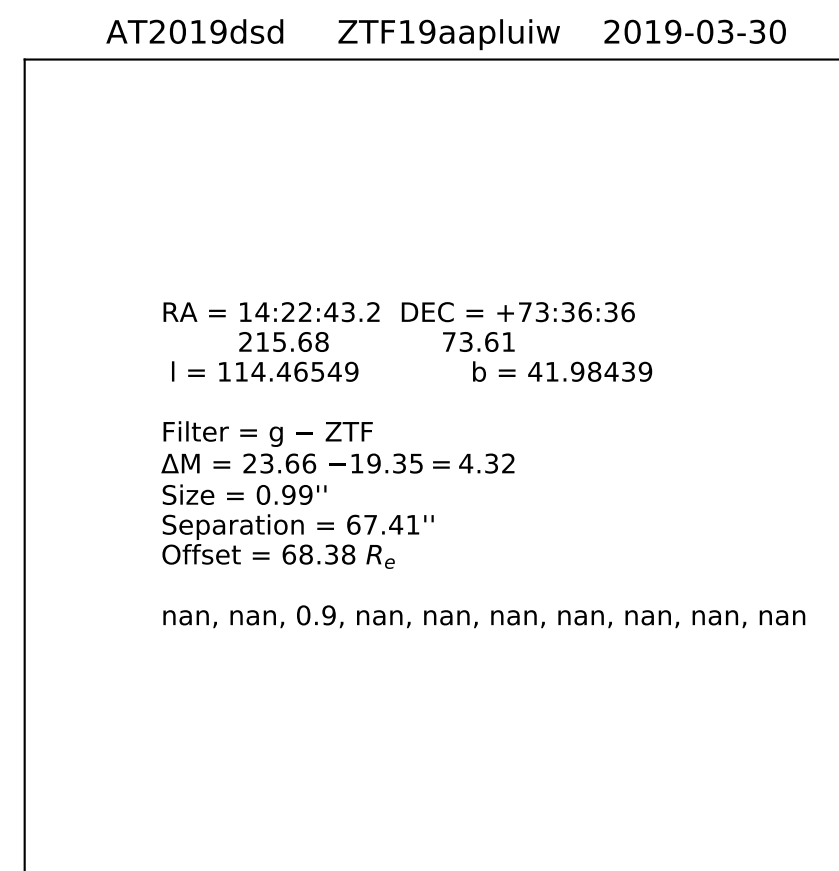 AT2019dsd ZTF19aapluiw 2019-03-30
RA = 14:22:43.2 DEC = +73:36:36
215.68 73.61
l = 114.46549 b = 41.98439
Filter = g − ZTF
ΔM = 23.66 −19.35 = 4.32
Size = 0.99''
Separation = 67.41''
Offset = 68.38 Re
nan, nan, 0.9, nan, nan, nan, nan, nan, nan, nan